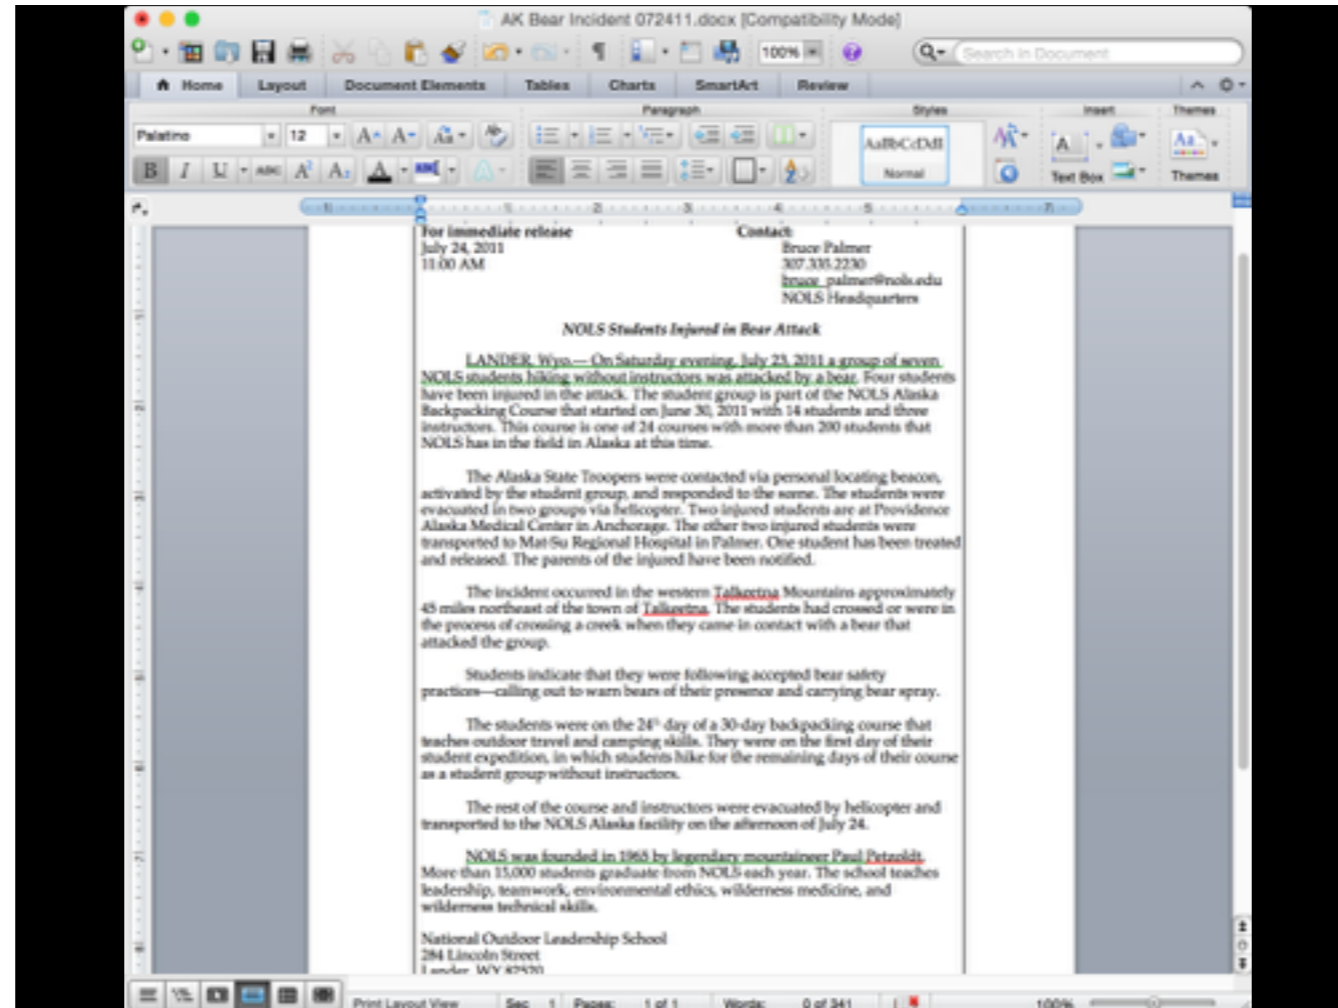 AK Bear Incident 072411.docx [Compatibility Mode]
100%
Search in Document
Home Layout Document Elements Tables Charts SmartArt Review
Font Paragraph Styles Insert Themes
Palatino 12 AaBbCcDdI
B I U ABC Normal Text Box Themes
For immediate release Contact:
July 24, 2011 Bruce Palmer
11:00 AM 307.335.2230
bruce_palmer@nols.edu
NOLS Headquarters
NOLS Students Injured in Bear Attack
LANDER, Wyo.— On Saturday evening, July 23, 2011 a group of seven
NOLS students hiking without instructors was attacked by a bear. Four students
have been injured in the attack. The student group is part of the NOLS Alaska
Backpacking Course that started on June 30, 2011 with 14 students and three
instructors. This course is one of 24 courses with more than 200 students that
NOLS has in the field in Alaska at this time.
The Alaska State Troopers were contacted via personal locating beacon,
activated by the student group, and responded to the scene. The students were
evacuated in two groups via helicopter. Two injured students are at Providence
Alaska Medical Center in Anchorage. The other two injured students were
transported to Mat-Su Regional Hospital in Palmer. One student has been treated
and released. The parents of the injured have been notified.
The incident occurred in the western Talkeetna Mountains approximately
45 miles northeast of the town of Talkeetna. The students had crossed or were in
the process of crossing a creek when they came in contact with a bear that
attacked the group.
Students indicate that they were following accepted bear safety
practices—calling out to warn bears of their presence and carrying bear spray.
The students were on the 24th day of a 30-day backpacking course that
teaches outdoor travel and camping skills. They were on the first day of their
student expedition, in which students hike for the remaining days of their course
as a student group without instructors.
The rest of the course and instructors were evacuated by helicopter and
transported to the NOLS Alaska facility on the afternoon of July 24.
NOLS was founded in 1965 by legendary mountaineer Paul Petzoldt.
More than 15,000 students graduate from NOLS each year. The school teaches
leadership, teamwork, environmental ethics, wilderness medicine, and
wilderness technical skills.
National Outdoor Leadership School
284 Lincoln Street
Lander, WY 82520
Print Layout View Sec 1 Pages: 1 of 1 Words: 0 of 341 100%